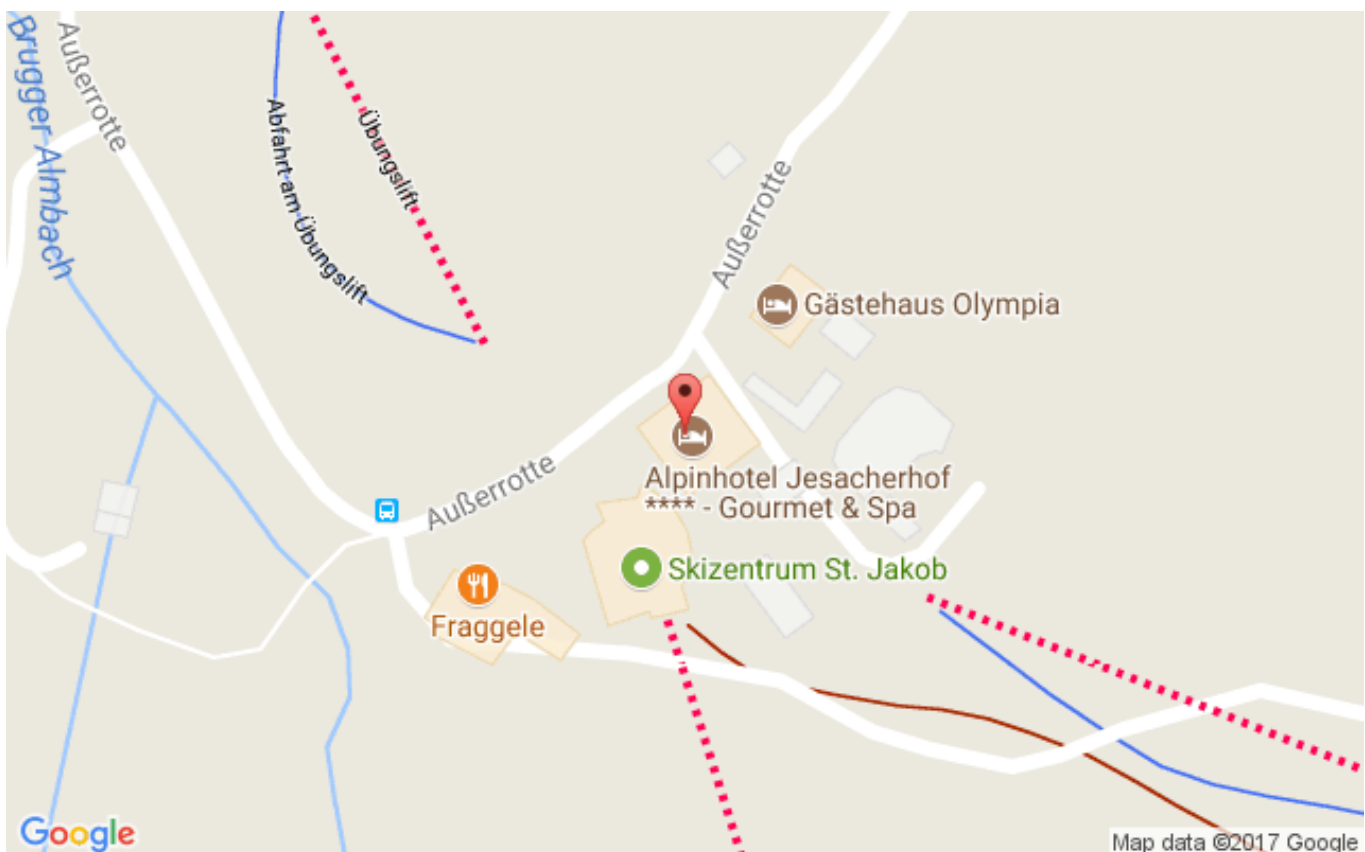 Brugger Almbach
Außerrotte
Abfahrt am Übungslift
Übungslift
Außerrotte
Gästehaus Olympia
Alpinhotel Jesacherhof
**** - Gourmet & Spa
Außerrotte
Skizentrum St. Jakob
Fraggele
Google
Map data ©2017 Google